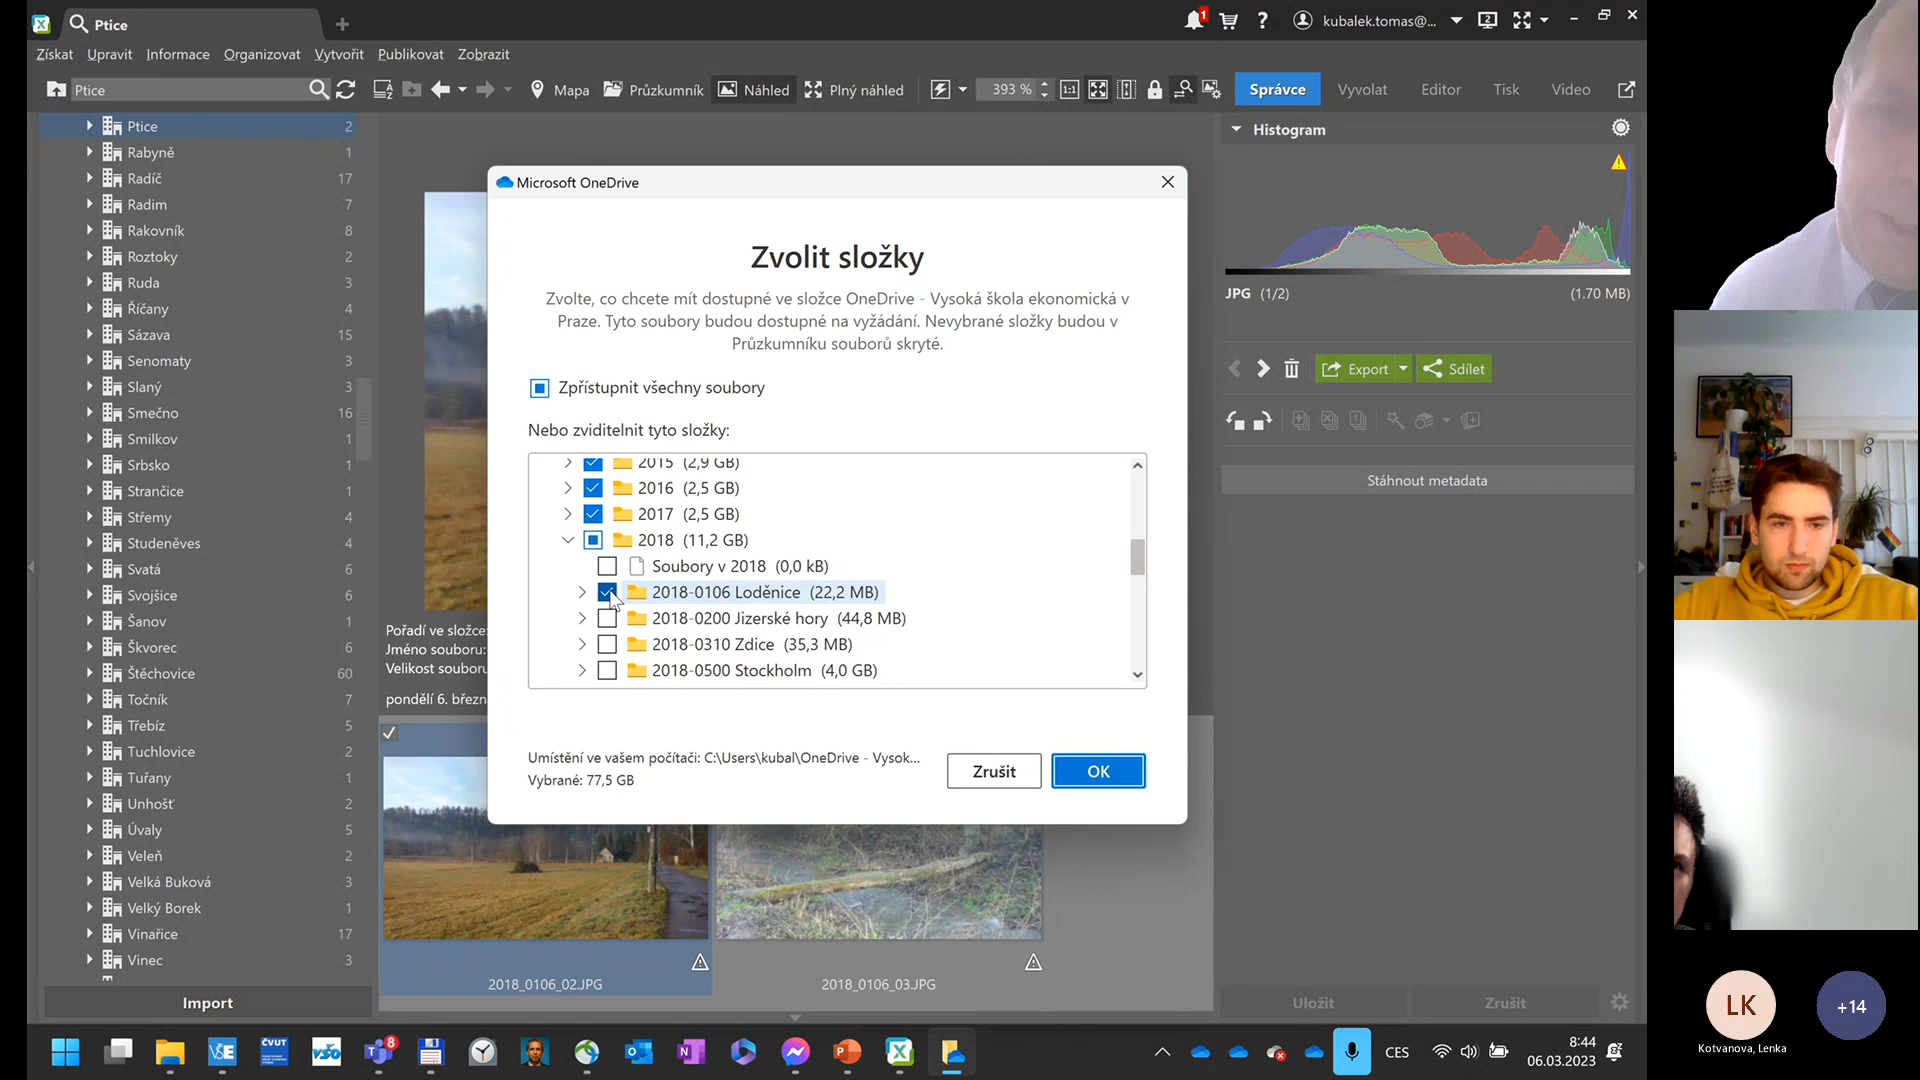 Ptice
1
kubalek.tomas@...
Získat Upravit Informace Organizovat Vytvořit Publikovat Zobrazit
Ptice
Mapa Průzkumník Náhled Plný náhled 393 % 1:1
Správce Vyvolat Editor Tisk Video
Ptice 2
Rabyně 1
Radíč 17
Radim 7
Rakovník 8
Roztoky 2
Ruda 3
Říčany 4
Sázava 15
Senomaty 3
Slaný 3
Smečno 16
Smilkov 1
Srbsko 1
Strančice 1
Střemy 4
Studeněves 4
Svatá 6
Svojšice 6
Šanov 1
Škvorec 6
Štěchovice 60
Točník 7
Třebíz 5
Tuchlovice 2
Tuřany 1
Unhošť 2
Úvaly 5
Veleň 2
Velká Buková 3
Velký Borek 1
Vinařice 17
Vinec 3
Import
Pořadí ve složce:
Jméno souboru:
Velikost souboru
pondělí 6. březn
2018_0106_02.JPG
2018_0106_03.JPG
Microsoft OneDrive
Zvolit složky
Zvolte, co chcete mít dostupné ve složce OneDrive - Vysoká škola ekonomická v
Praze. Tyto soubory budou dostupné na vyžádání. Nevybrané složky budou v
Průzkumníku souborů skryté.
Zpřístupnit všechny soubory
Nebo zviditelnit tyto složky:
2015 (2,9 GB)
2016 (2,5 GB)
2017 (2,5 GB)
2018 (11,2 GB)
Soubory v 2018 (0,0 kB)
2018-0106 Loděnice (22,2 MB)
2018-0200 Jizerské hory (44,8 MB)
2018-0310 Zdice (35,3 MB)
2018-0500 Stockholm (4,0 GB)
Umístění ve vašem počítači: C:\Users\kubal\OneDrive - Vysok...
Vybrané: 77,5 GB
Zrušit OK
Histogram
JPG (1/2) (1.70 MB)
Export Sdílet
Stáhnout metadata
Uložit Zrušit
LK
+14
Kotvanova, Lenka
8
CES
8:44
06.03.2023